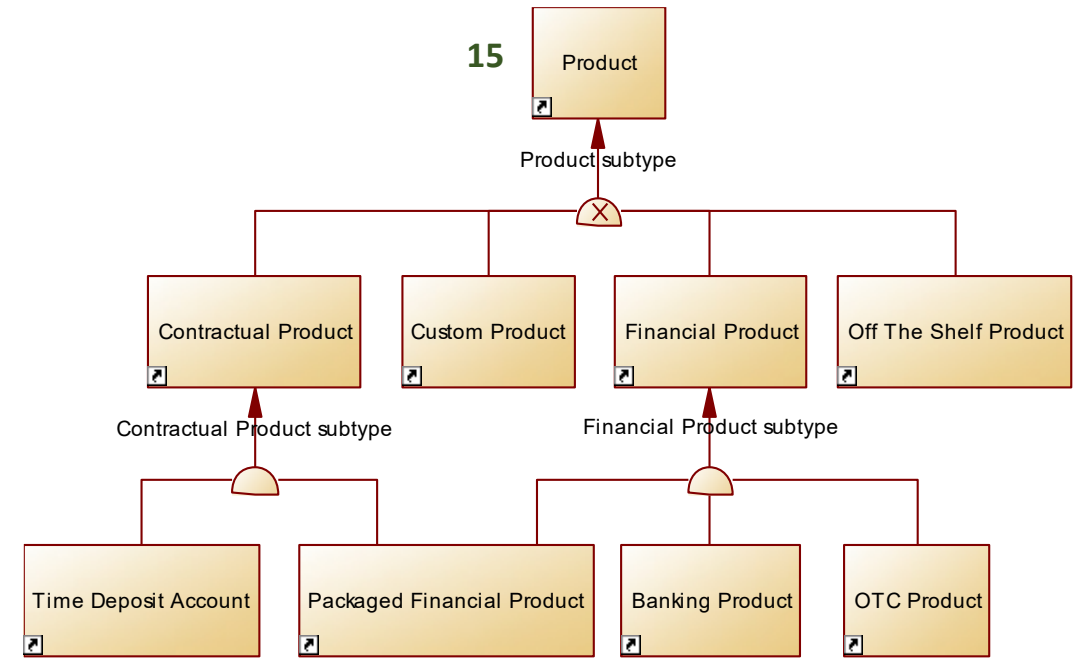 15
Product
Product subtype
Contractual Product
Custom Product
Financial Product
Off The Shelf Product
Contractual Product subtype
Financial Product subtype
Time Deposit Account
Packaged Financial Product
Banking Product
OTC Product